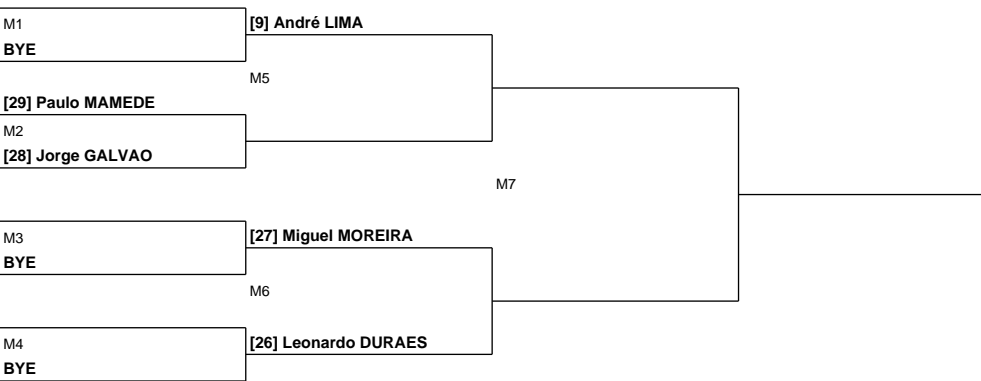 M1
[9] André LIMA
BYE
M5
[29] Paulo MAMEDE
M2
[28] Jorge GALVAO
M7
M3
[27] Miguel MOREIRA
BYE
M6
M4
[26] Leonardo DURAES
BYE